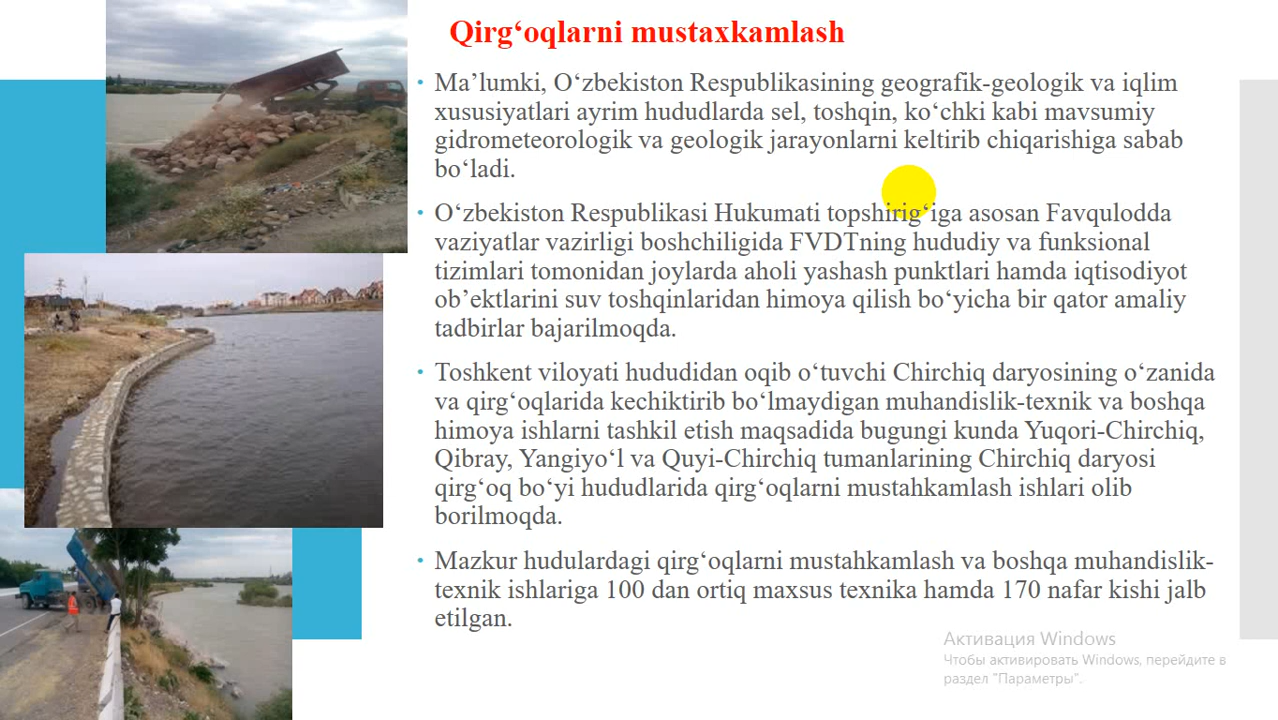 Qirg‘oqlarni mustaxkamlash
• Ma’lumki, O‘zbekiston Respublikasining geografik-geologik va iqlim
xususiyatlari ayrim hududlarda sel, toshqin, ko‘chki kabi mavsumiy
gidrometeorologik va geologik jarayonlarni keltirib chiqarishiga sabab
bo‘ladi.
• O‘zbekiston Respublikasi Hukumati topshirig‘iga asosan Favqulodda
vaziyatlar vazirligi boshchiligida FVDTning hududiy va funksional
tizimlari tomonidan joylarda aholi yashash punktlari hamda iqtisodiyot
ob’ektlarini suv toshqinlaridan himoya qilish bo‘yicha bir qator amaliy
tadbirlar bajarilmoqda.
• Toshkent viloyati hududidan oqib o‘tuvchi Chirchiq daryosining o‘zanida
va qirg‘oqlarida kechiktirib bo‘lmaydigan muhandislik-texnik va boshqa
himoya ishlarni tashkil etish maqsadida bugungi kunda Yuqori-Chirchiq,
Qibray, Yangiyo‘l va Quyi-Chirchiq tumanlarining Chirchiq daryosi
qirg‘oq bo‘yi hududlarida qirg‘oqlarni mustahkamlash ishlari olib
borilmoqda.
• Mazkur hudulardagi qirg‘oqlarni mustahkamlash va boshqa muhandislik-
texnik ishlariga 100 dan ortiq maxsus texnika hamda 170 nafar kishi jalb
etilgan.
Активация Windows
Чтобы активировать Windows, перейдите в
раздел "Параметры".